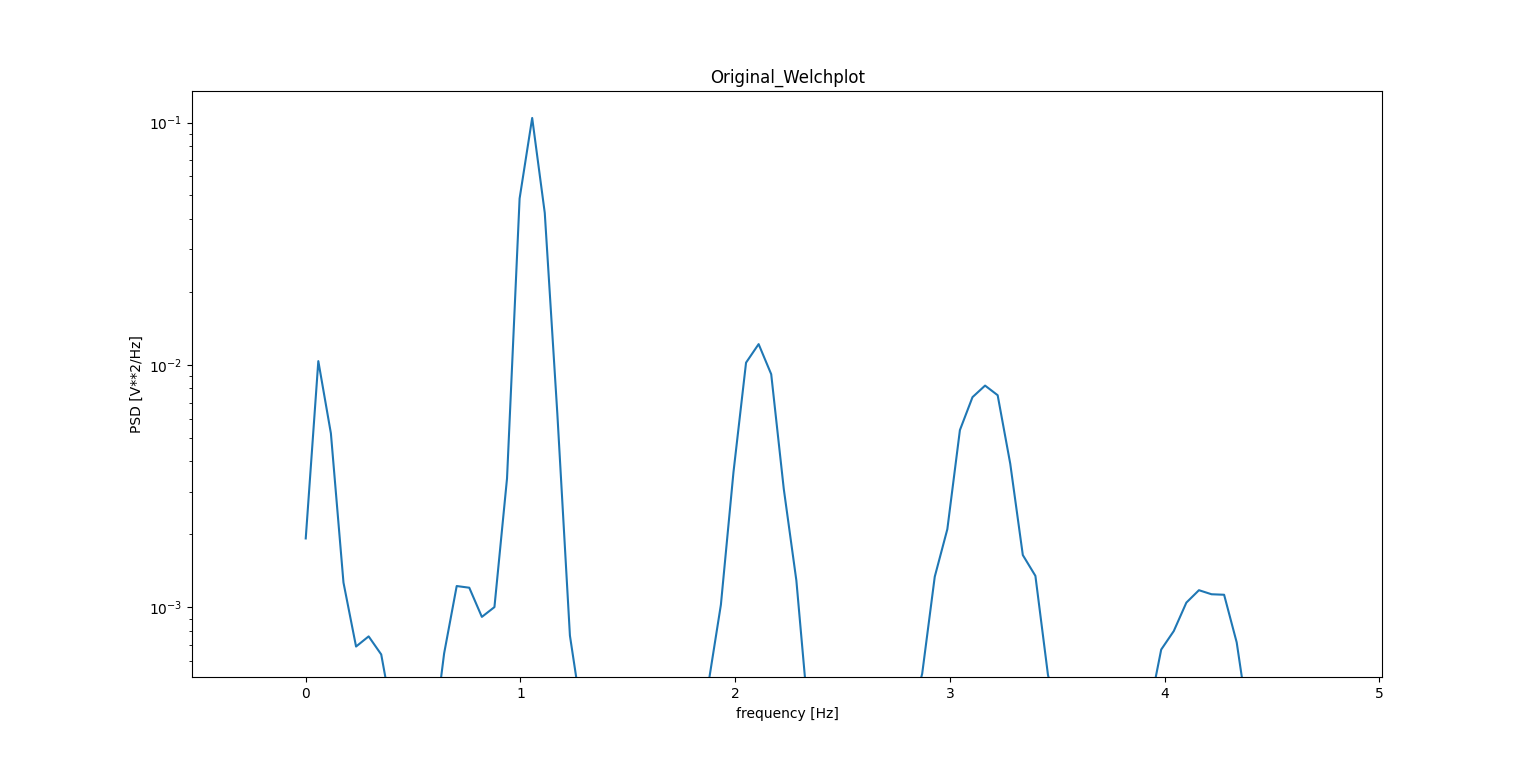 Original_Welchplot
10⁻¹
10⁻²
10⁻³
PSD [V**2/Hz]
0 1 2 3 4 5
frequency [Hz]